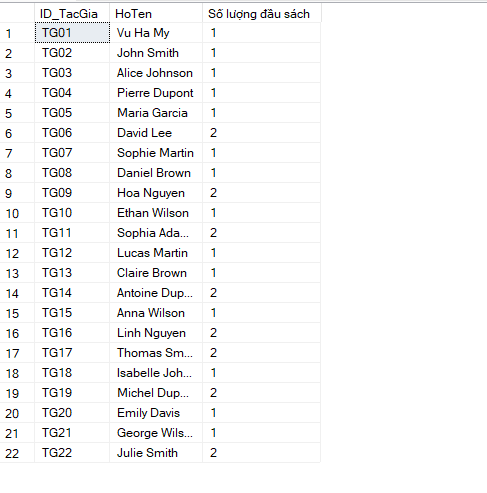 ID_TacGia HoTen Số lượng đầu sách
1 TG01 Vu Ha My 1
2 TG02 John Smith 1
3 TG03 Alice Johnson 1
4 TG04 Pierre Dupont 1
5 TG05 Maria Garcia 1
6 TG06 David Lee 2
7 TG07 Sophie Martin 1
8 TG08 Daniel Brown 1
9 TG09 Hoa Nguyen 2
10 TG10 Ethan Wilson 1
11 TG11 Sophia Ada... 2
12 TG12 Lucas Martin 1
13 TG13 Claire Brown 1
14 TG14 Antoine Dup... 2
15 TG15 Anna Wilson 1
16 TG16 Linh Nguyen 2
17 TG17 Thomas Sm... 2
18 TG18 Isabelle Joh... 1
19 TG19 Michel Dup... 2
20 TG20 Emily Davis 1
21 TG21 George Wils... 1
22 TG22 Julie Smith 2